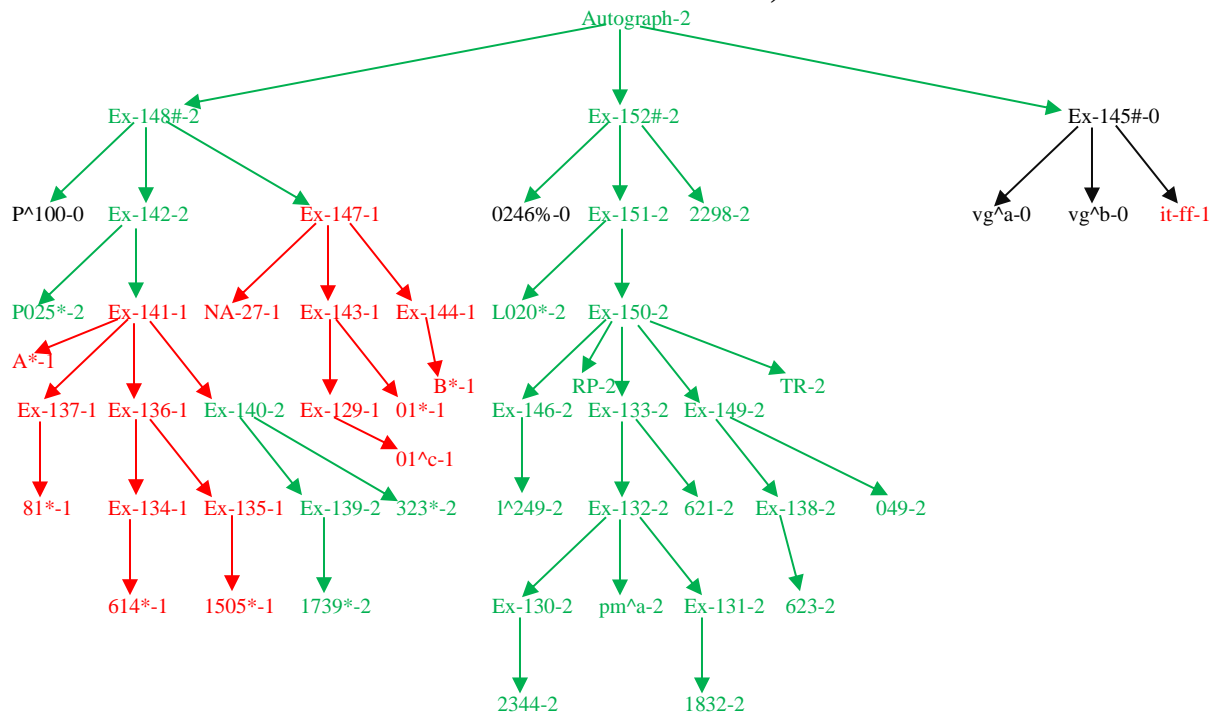 Autograph-2
Ex-148#-2 Ex-152#-2 Ex-145#-0
P^100-0 Ex-142-2 Ex-147-1 0246%-0 Ex-151-2 2298-2 vg^a-0 vg^b-0 it-ff-1
P025*-2 Ex-141-1 NA-27-1 Ex-143-1 Ex-144-1 L020*-2 Ex-150-2
A*-1
B*-1 RP-2 TR-2
Ex-137-1 Ex-136-1 Ex-140-2 Ex-129-1 01*-1 Ex-146-2 Ex-133-2 Ex-149-2
01^c-1
81*-1 Ex-134-1 Ex-135-1 Ex-139-2 323*-2 l^249-2 Ex-132-2 621-2 Ex-138-2 049-2
614*-1 1505*-1 1739*-2 Ex-130-2 pm^a-2 Ex-131-2 623-2
2344-2 1832-2